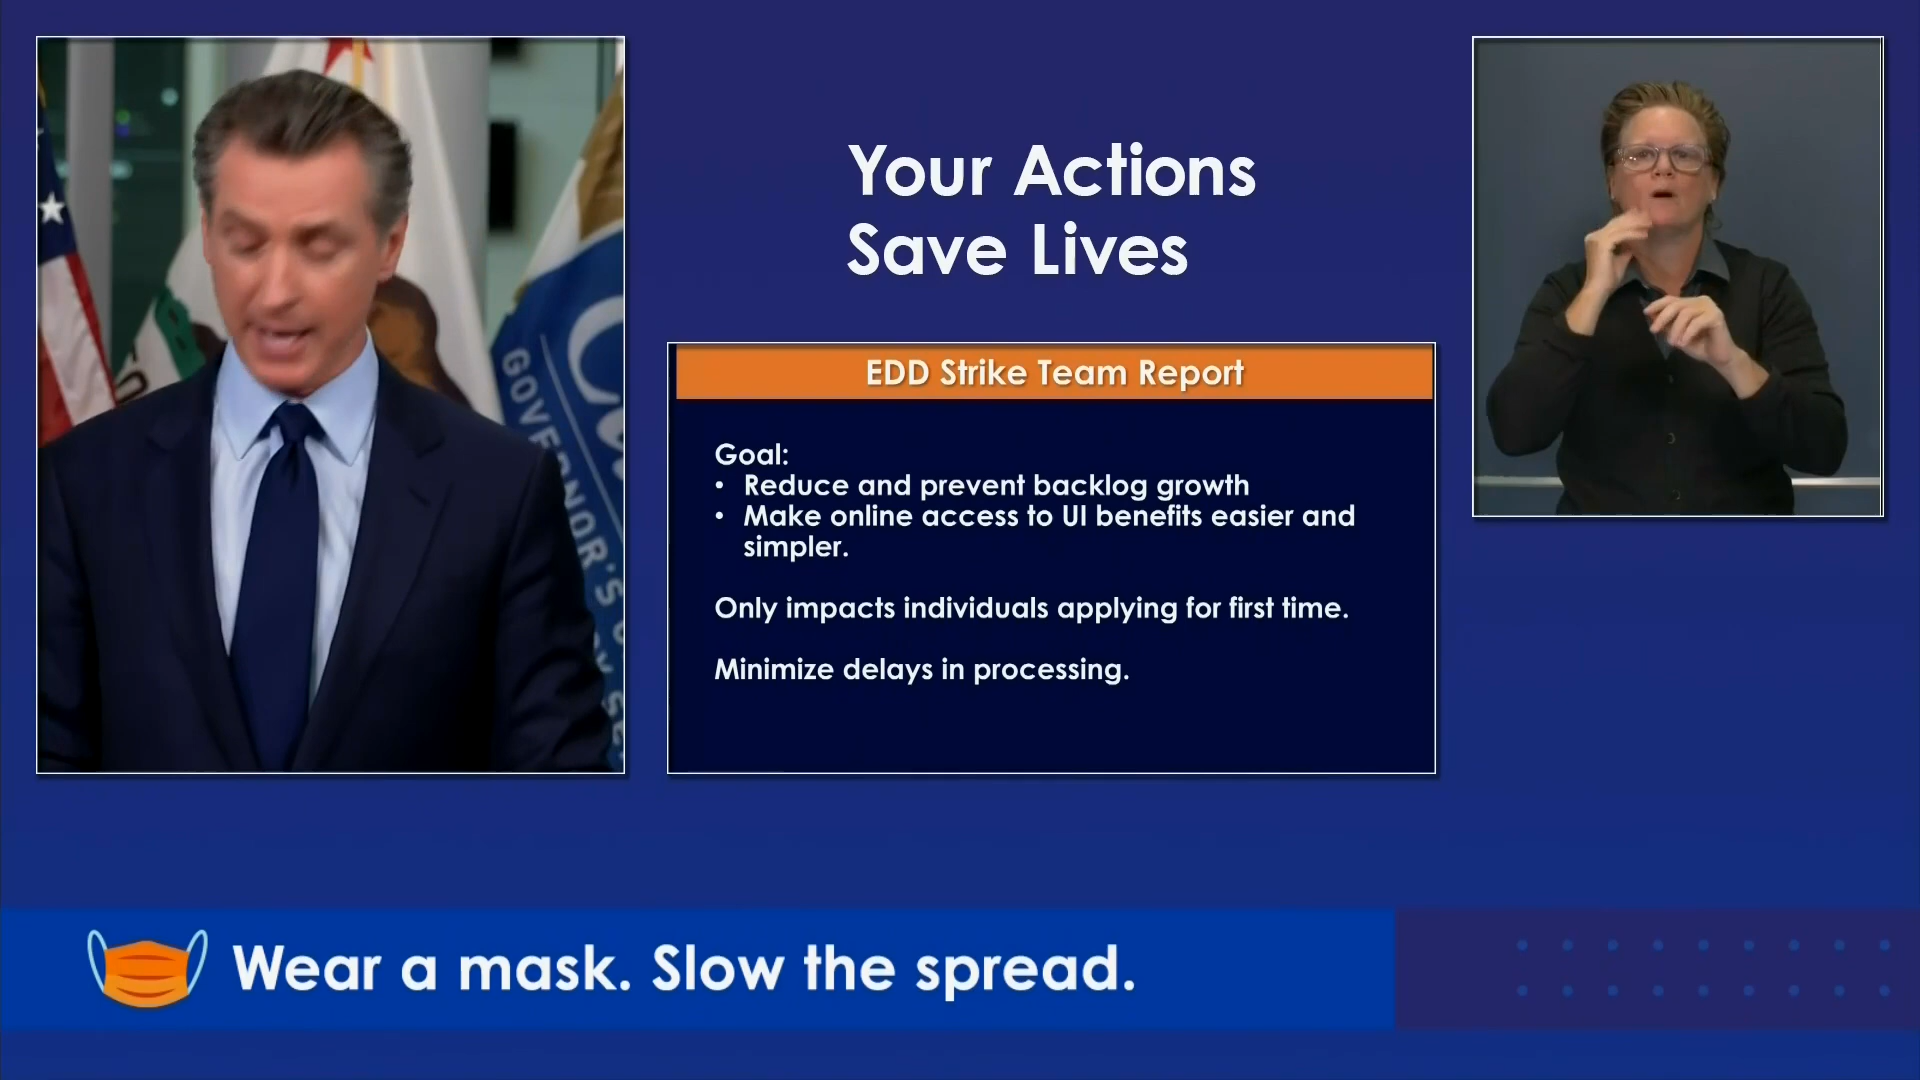 Your Actions
Save Lives
EDD Strike Team Report
Goal:
• Reduce and prevent backlog growth
• Make online access to UI benefits easier and
simpler.
Only impacts individuals applying for first time.
Minimize delays in processing.
GOVERNOR'S
Wear a mask. Slow the spread.